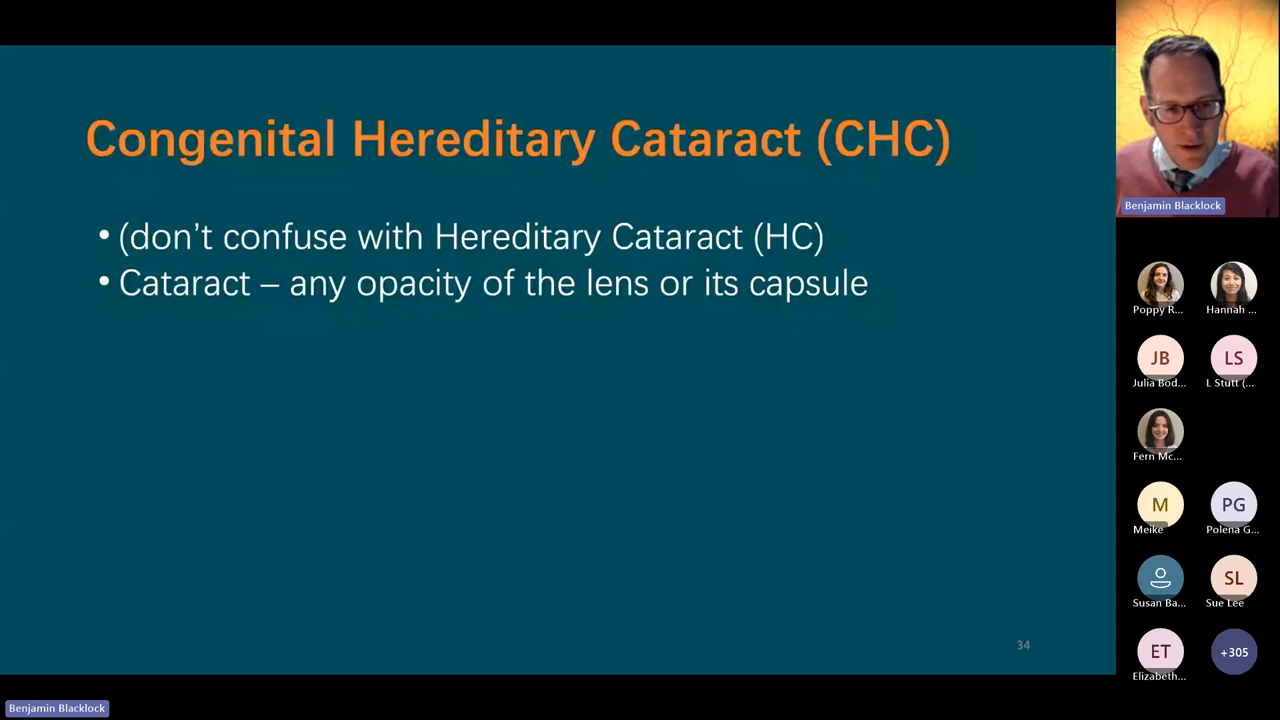 Congenital Hereditary Cataract (CHC)
• (don't confuse with Hereditary Cataract (HC)
• Cataract – any opacity of the lens or its capsule
34
Benjamin Blacklock
Poppy R...
Hannah ...
JB
LS
Julia Bod...
L Stutt (...
Fern Mc...
M
PG
Meike
Polena G...
SL
Susan Ba...
Sue Lee
ET
+305
Elizabeth...
Benjamin Blacklock